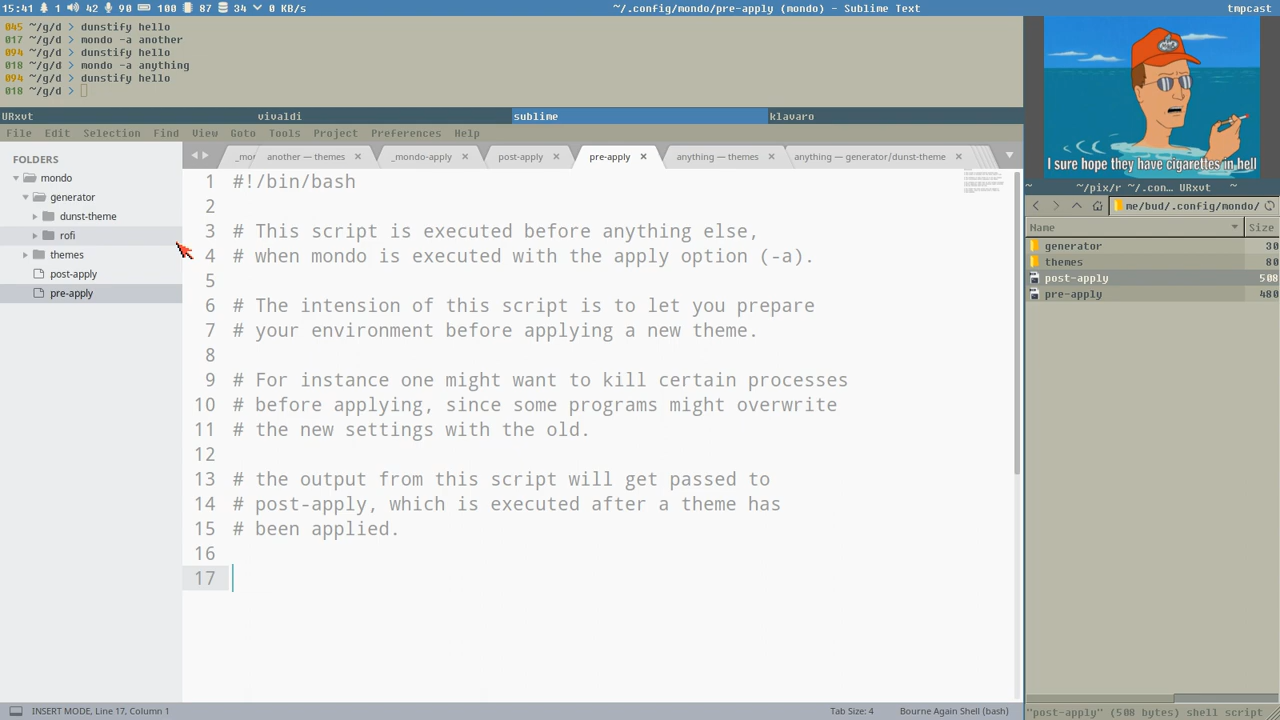 15:41 1 42 90 100 87 34 0 KB/s
~/.config/mondo/pre-apply (mondo) - Sublime Text
tmpcast
045 ~/g/d > dunstify hello
017 ~/g/d > mondo -a another
094 ~/g/d > dunstify hello
018 ~/g/d > mondo -a anything
094 ~/g/d > dunstify hello
018 ~/g/d >
URxvt vivaldi sublime klavaro
File Edit Selection Find View Goto Tools Project Preferences Help
FOLDERS
mondo
generator
dunst-theme
rofi
themes
post-apply
pre-apply
another — themes × _mondo-apply × post-apply × pre-apply × anything — themes × anything — generator/dunst-theme ×
1 #!/bin/bash
2
3 # This script is executed before anything else,
4 # when mondo is executed with the apply option (-a).
5
6 # The intension of this script is to let you prepare
7 # your environment before applying a new theme.
8
9 # For instance one might want to kill certain processes
10 # before applying, since some programs might overwrite
11 # the new settings with the old.
12
13 # the output from this script will get passed to
14 # post-apply, which is executed after a theme has
15 # been applied.
16
17
INSERT MODE, Line 17, Column 1
Tab Size: 4
Bourne Again Shell (bash)
I sure hope they have cigarettes in hell
~ ~/pix/r ~/.con... URxvt ~
me/bud/.config/mondo/
Name Size
generator 30
themes 80
post-apply 508
pre-apply 480
"post-apply" (508 bytes) shell script